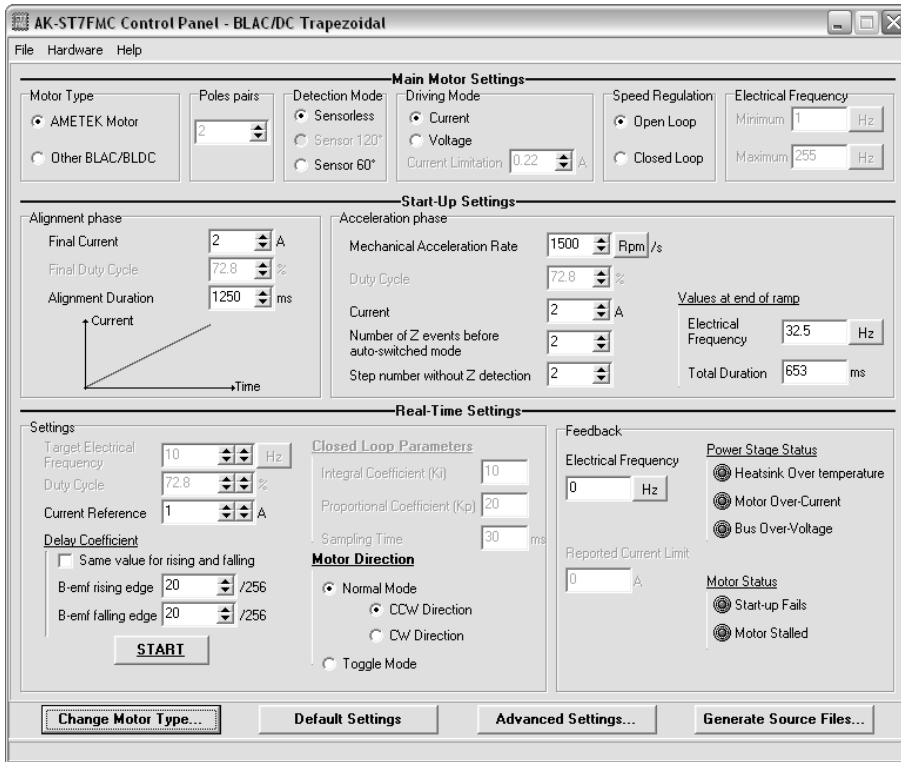 AK-ST7FMC Control Panel - BLAC/DC Trapezoidal
File Hardware Help
Main Motor Settings
Motor Type
AMETEK Motor
Other BLAC/BLDC
Poles pairs
2
Detection Mode
Sensorless
Sensor 120°
Sensor 60°
Driving Mode
Current
Voltage
Current Limitation 0.22 A
Speed Regulation
Open Loop
Closed Loop
Electrical Frequency
Minimum 1 Hz
Maximum 255 Hz
Start-Up Settings
Alignment phase
Final Current 2 A
Final Duty Cycle 72.8 %
Alignment Duration 1250 ms
Current
Time
Acceleration phase
Mechanical Acceleration Rate 1500 Rpm /s
Duty Cycle 72.8 %
Current 2 A
Number of Z events before
auto-switched mode 2
Step number without Z detection 2
Values at end of ramp
Electrical
Frequency 32.5 Hz
Total Duration 653 ms
Real-Time Settings
Settings
Target Electrical
Frequency 10 Hz
Duty Cycle 72.8 %
Current Reference 1 A
Delay Coefficient
Same value for rising and falling
B-emf rising edge 20 /256
B-emf falling edge 20 /256
START
Closed Loop Parameters
Integral Coefficient (Ki) 10
Proportional Coefficient (Kp) 20
Sampling Time 30 ms
Motor Direction
Normal Mode
CCW Direction
CW Direction
Toggle Mode
Feedback
Electrical Frequency
0 Hz
Reported Current Limit
0 A
Power Stage Status
Heatsink Over temperature
Motor Over-Current
Bus Over-Voltage
Motor Status
Start-up Fails
Motor Stalled
Change Motor Type... Default Settings Advanced Settings... Generate Source Files...